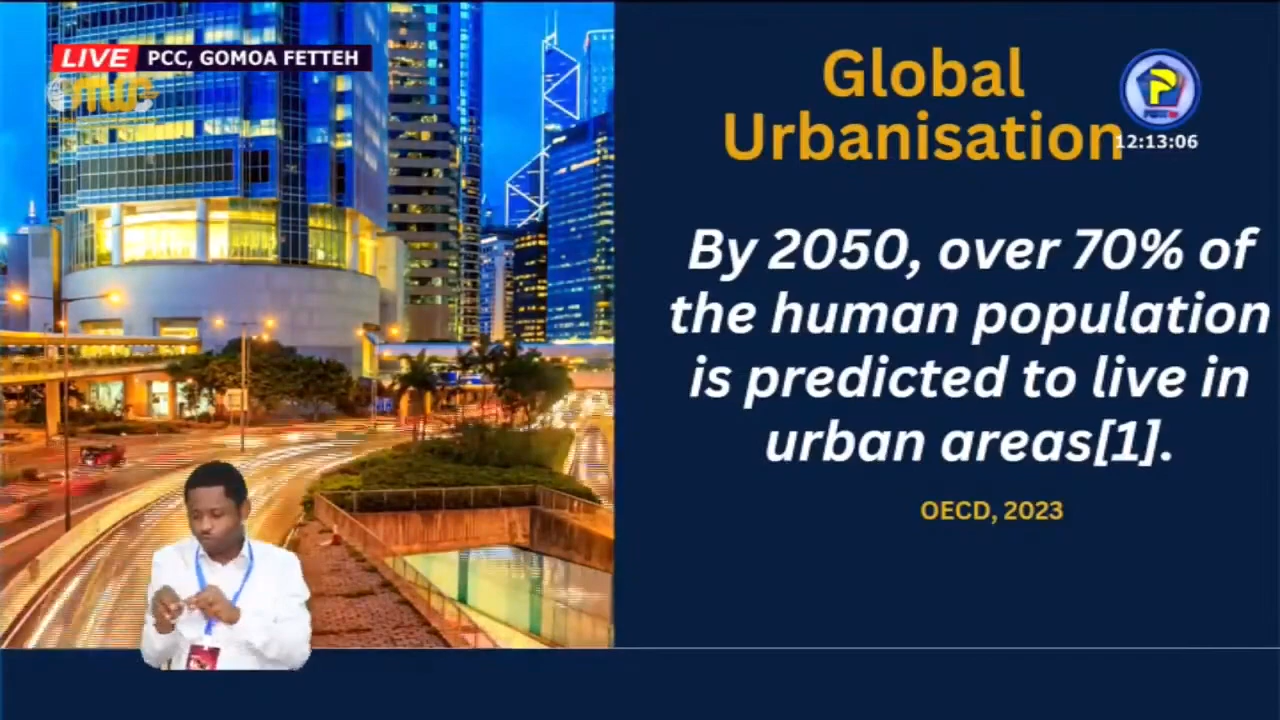 LIVE PCC, GOMOA FETTEH
Global
Urbanisation
12:13:06
By 2050, over 70% of
the human population
is predicted to live in
urban areas[1].
OECD, 2023